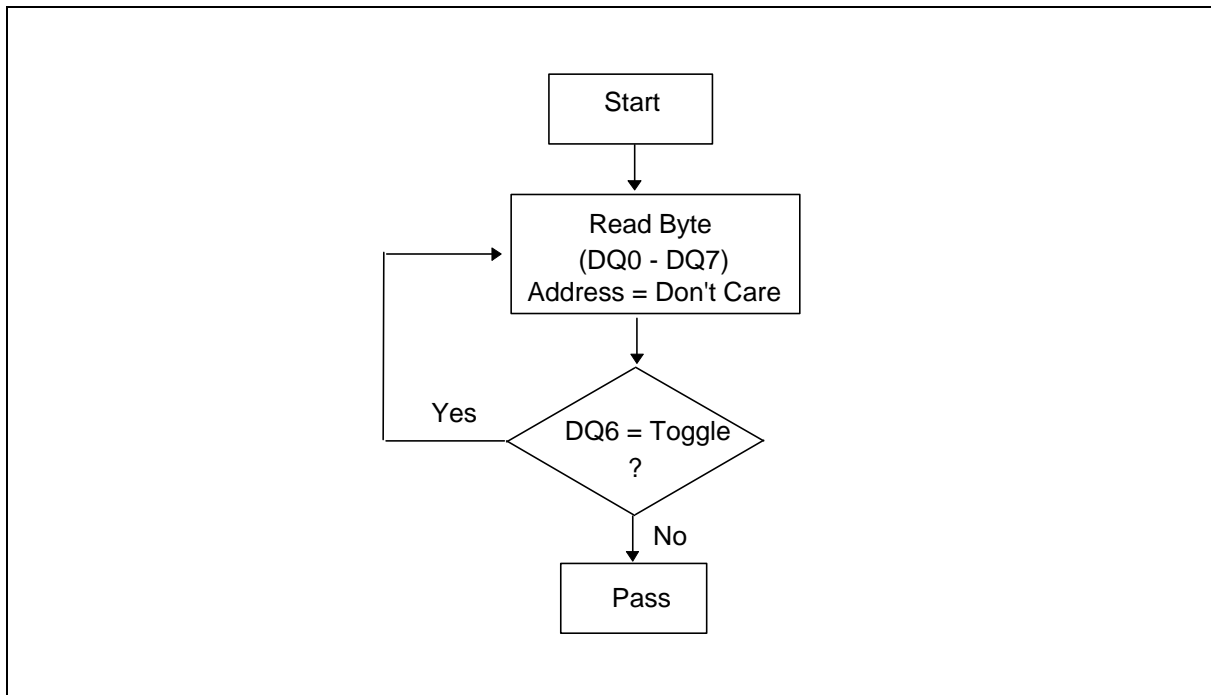 Start
Read Byte
(DQ0 - DQ7)
Address = Don't Care
Yes
DQ6 = Toggle
?
No
Pass